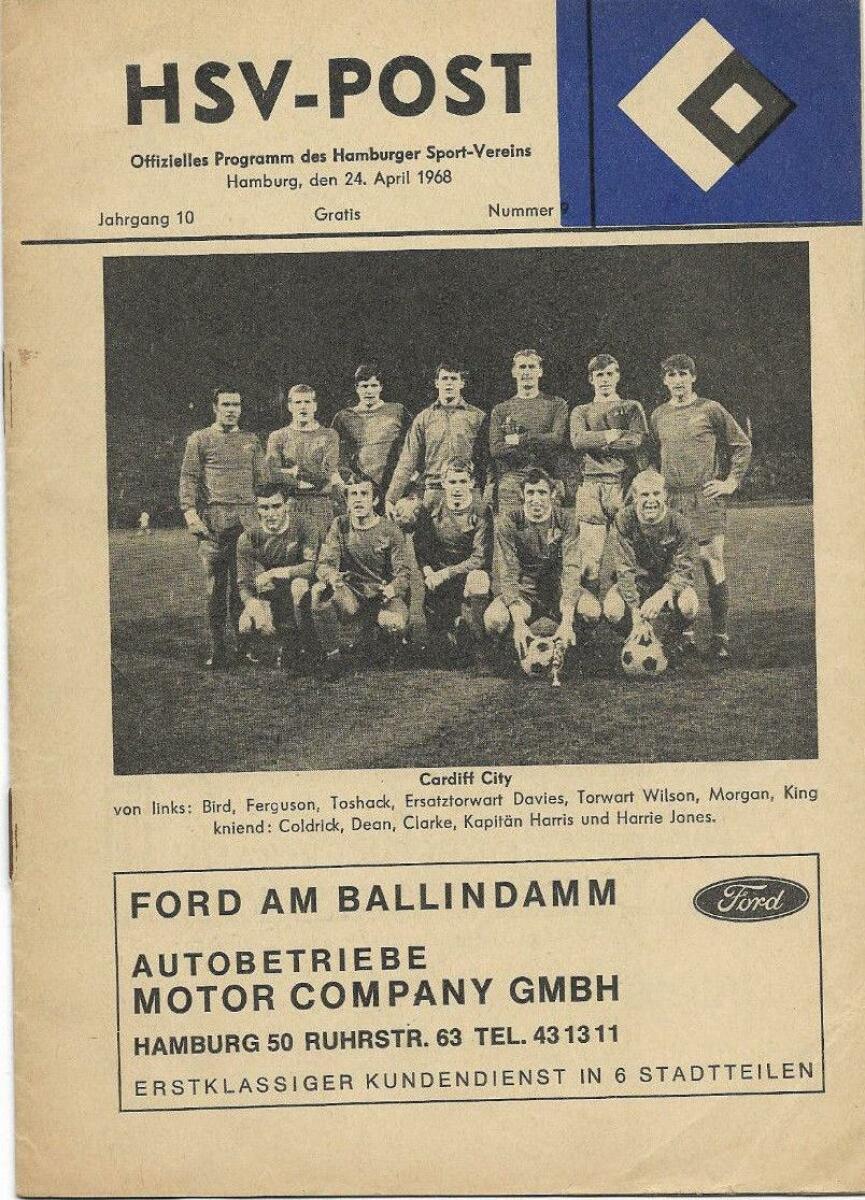 HSV-POST
Offizielles Programm des Hamburger Sport-Vereins
Hamburg, den 24. April 1968
Jahrgang 10 Gratis Nummer 9
Cardiff City
von links: Bird, Ferguson, Toshack, Ersatztorwart Davies, Torwart Wilson, Morgan, King
kniend: Coldrick, Dean, Clarke, Kapitän Harris und Harrie Jones.
FORD AM BALLINDAMM
Ford
AUTOBETRIEBE
MOTOR COMPANY GMBH
HAMBURG 50 RUHRSTR. 63 TEL. 43 13 11
ERSTKLASSIGER KUNDENDIENST IN 6 STADTTEILEN